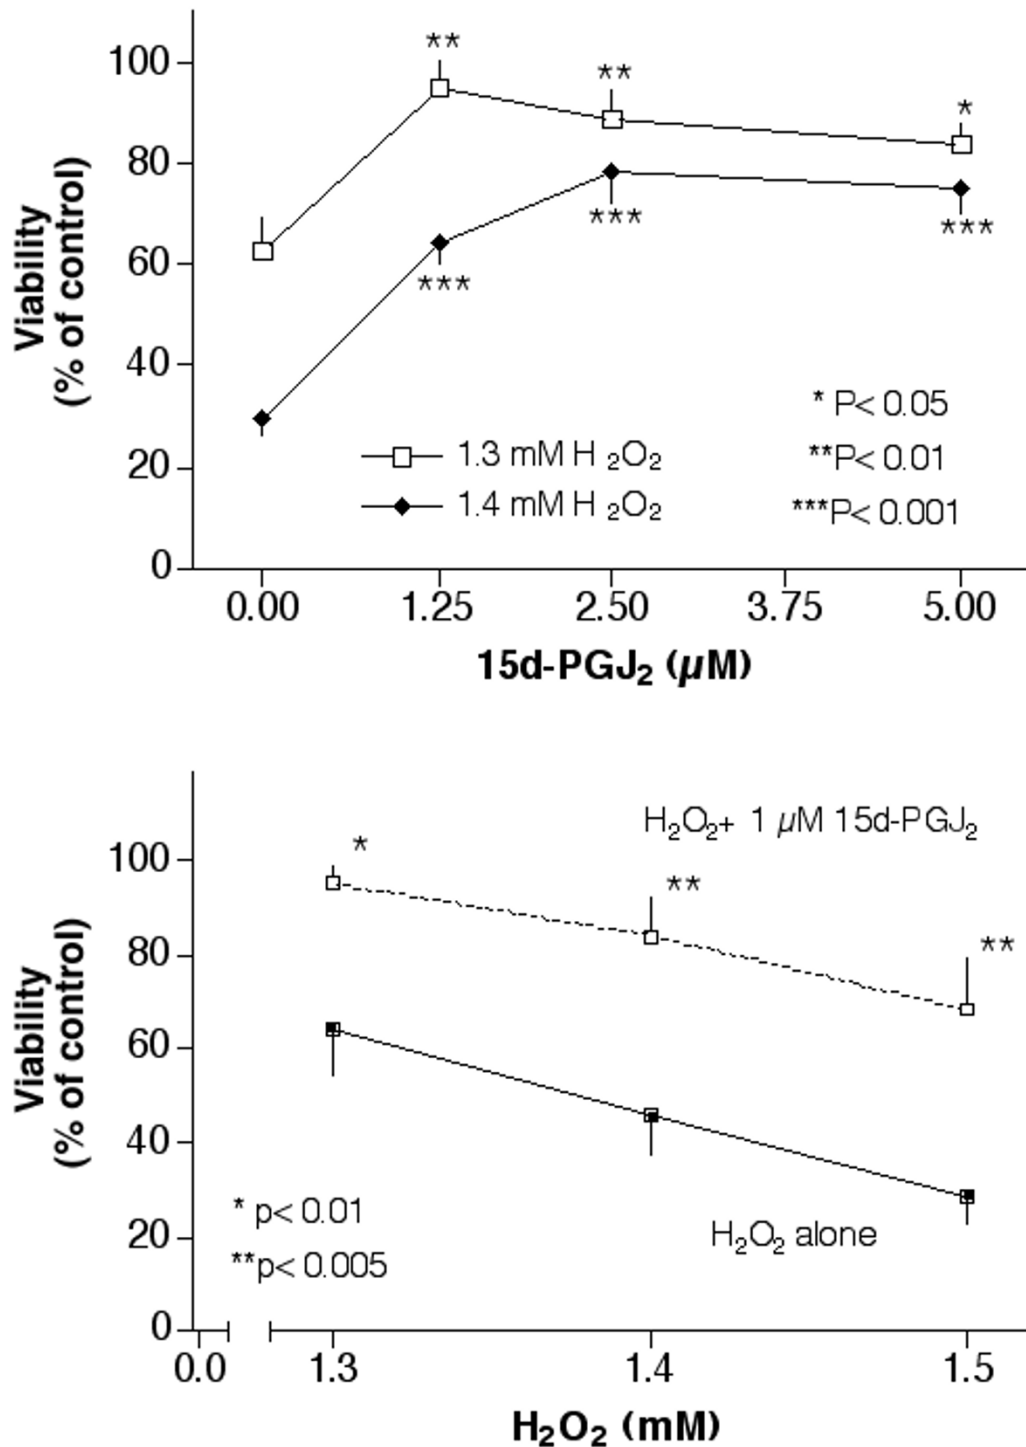 100
80
60
40
20
0
Viability
(% of control)
**
**
*
***
***
***
1.3 mM H₂O₂
1.4 mM H₂O₂
* P< 0.05
**P< 0.01
***P< 0.001
0.00 1.25 2.50 3.75 5.00
15d-PGJ₂ (µM)
100
80
60
40
20
0
Viability
(% of control)
H₂O₂+ 1 µM 15d-PGJ₂
*
**
**
H₂O₂ alone
* p< 0.01
**p< 0.005
0.0 1.3 1.4 1.5
H₂O₂ (mM)